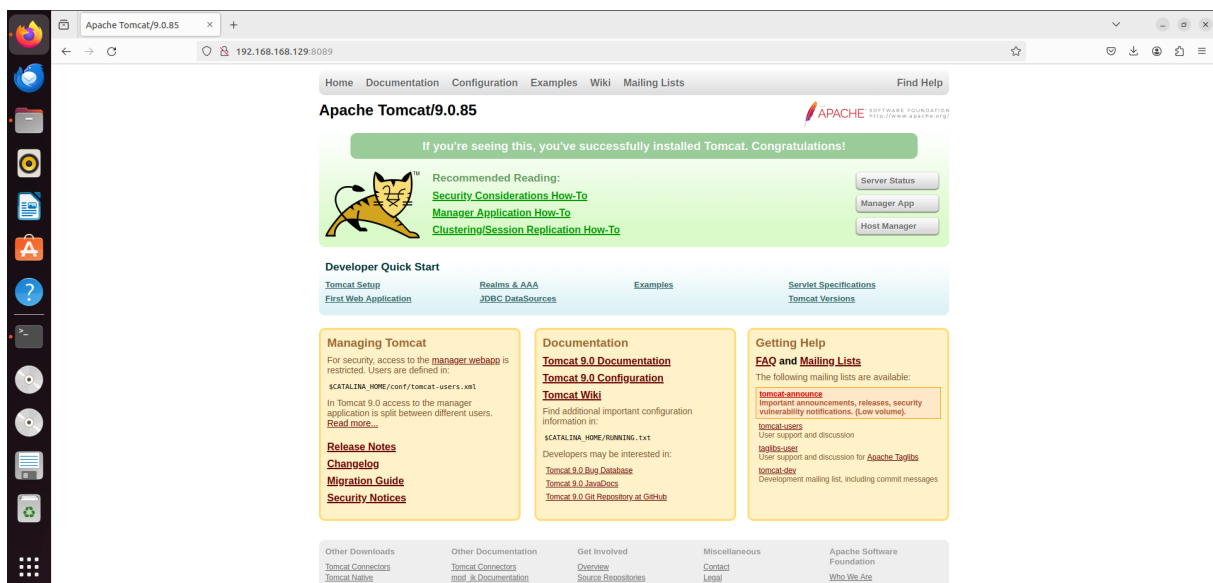 Apache Tomcat/9.0.85
192.168.168.129:8089
Home Documentation Configuration Examples Wiki Mailing Lists Find Help
Apache Tomcat/9.0.85
APACHE SOFTWARE FOUNDATION
http://www.apache.org/
If you're seeing this, you've successfully installed Tomcat. Congratulations!
TM
Recommended Reading:
Security Considerations How-To
Manager Application How-To
Clustering/Session Replication How-To
Server Status
Manager App
Host Manager
Developer Quick Start
Tomcat Setup
First Web Application
Realms & AAA
JDBC DataSources
Examples
Servlet Specifications
Tomcat Versions
Managing Tomcat
For security, access to the manager webapp is
restricted. Users are defined in:
$CATALINA_HOME/conf/tomcat-users.xml
In Tomcat 9.0 access to the manager
application is split between different users.
Read more...
Release Notes
Changelog
Migration Guide
Security Notices
Documentation
Tomcat 9.0 Documentation
Tomcat 9.0 Configuration
Tomcat Wiki
Find additional important configuration
information in:
$CATALINA_HOME/RUNNING.txt
Developers may be interested in:
Tomcat 9.0 Bug Database
Tomcat 9.0 JavaDocs
Tomcat 9.0 Git Repository at GitHub
Getting Help
FAQ and Mailing Lists
The following mailing lists are available:
tomcat-announce
Important announcements, releases, security
vulnerability notifications. (Low volume).
tomcat-users
User support and discussion
taglibs-user
User support and discussion for Apache Taglibs
tomcat-dev
Development mailing list, including commit messages
Other Downloads
Tomcat Connectors
Tomcat Native
Other Documentation
Tomcat Connectors
mod_jk Documentation
Get Involved
Overview
Source Repositories
Miscellaneous
Contact
Legal
Apache Software
Foundation
Who We Are